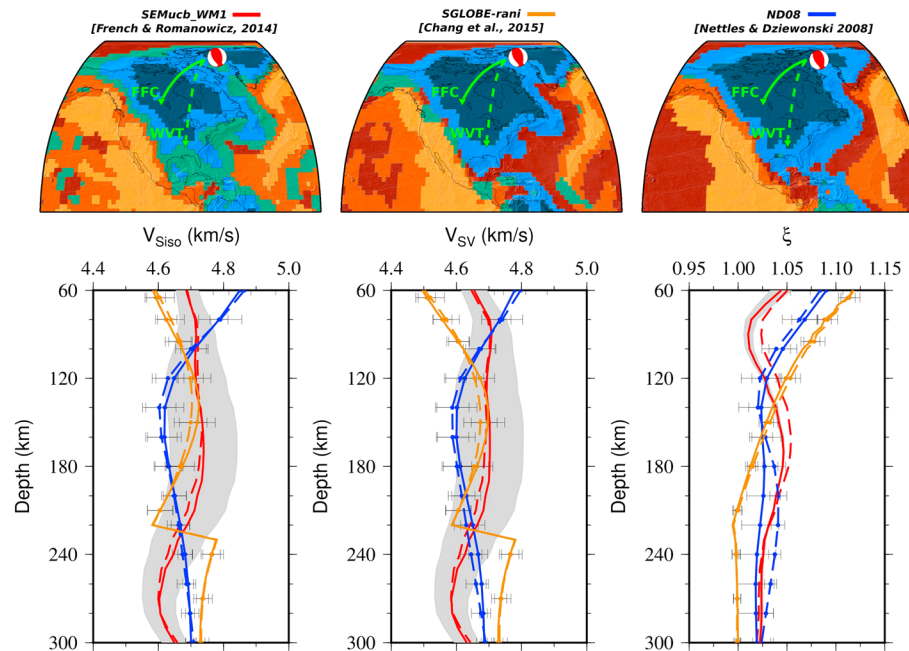 SEMucb_WM1
[French & Romanowicz, 2014]
SGLOBE-rani
[Chang et al., 2015]
ND08
[Nettles & Dziewonski 2008]
FFC
WVT
FFC
WVT
FFC
WVT
V_Siso (km/s)
V_SV (km/s)
ξ
4.4 4.6 4.8 5.0
4.4 4.6 4.8 5.0
0.95 1.00 1.05 1.10 1.15
60
120
180
240
300
Depth (km)
60
120
180
240
300
Depth (km)
60
120
180
240
300
Depth (km)